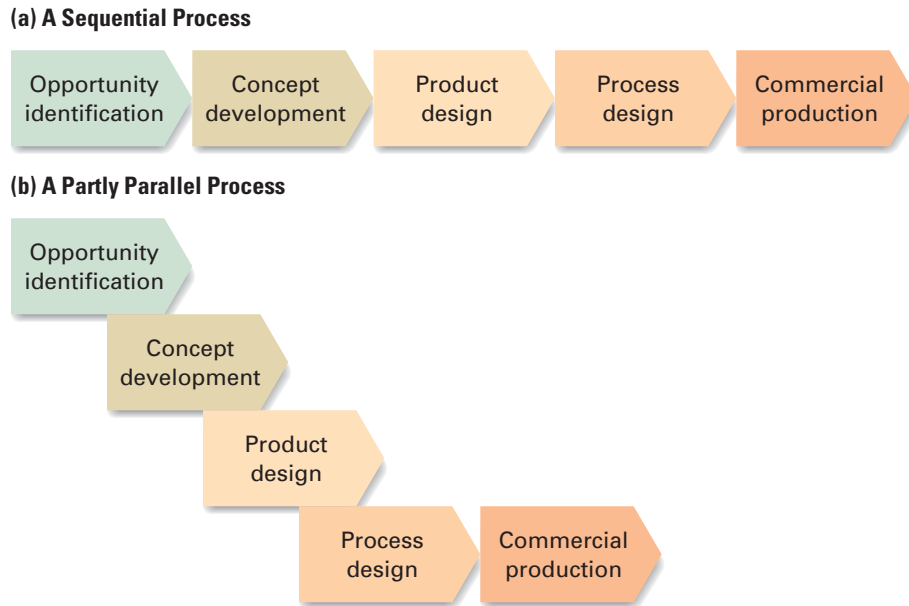 (a) A Sequential Process
Opportunity
identification
Concept
development
Product
design
Process
design
Commercial
production
(b) A Partly Parallel Process
Opportunity
identification
Concept
development
Product
design
Process
design
Commercial
production